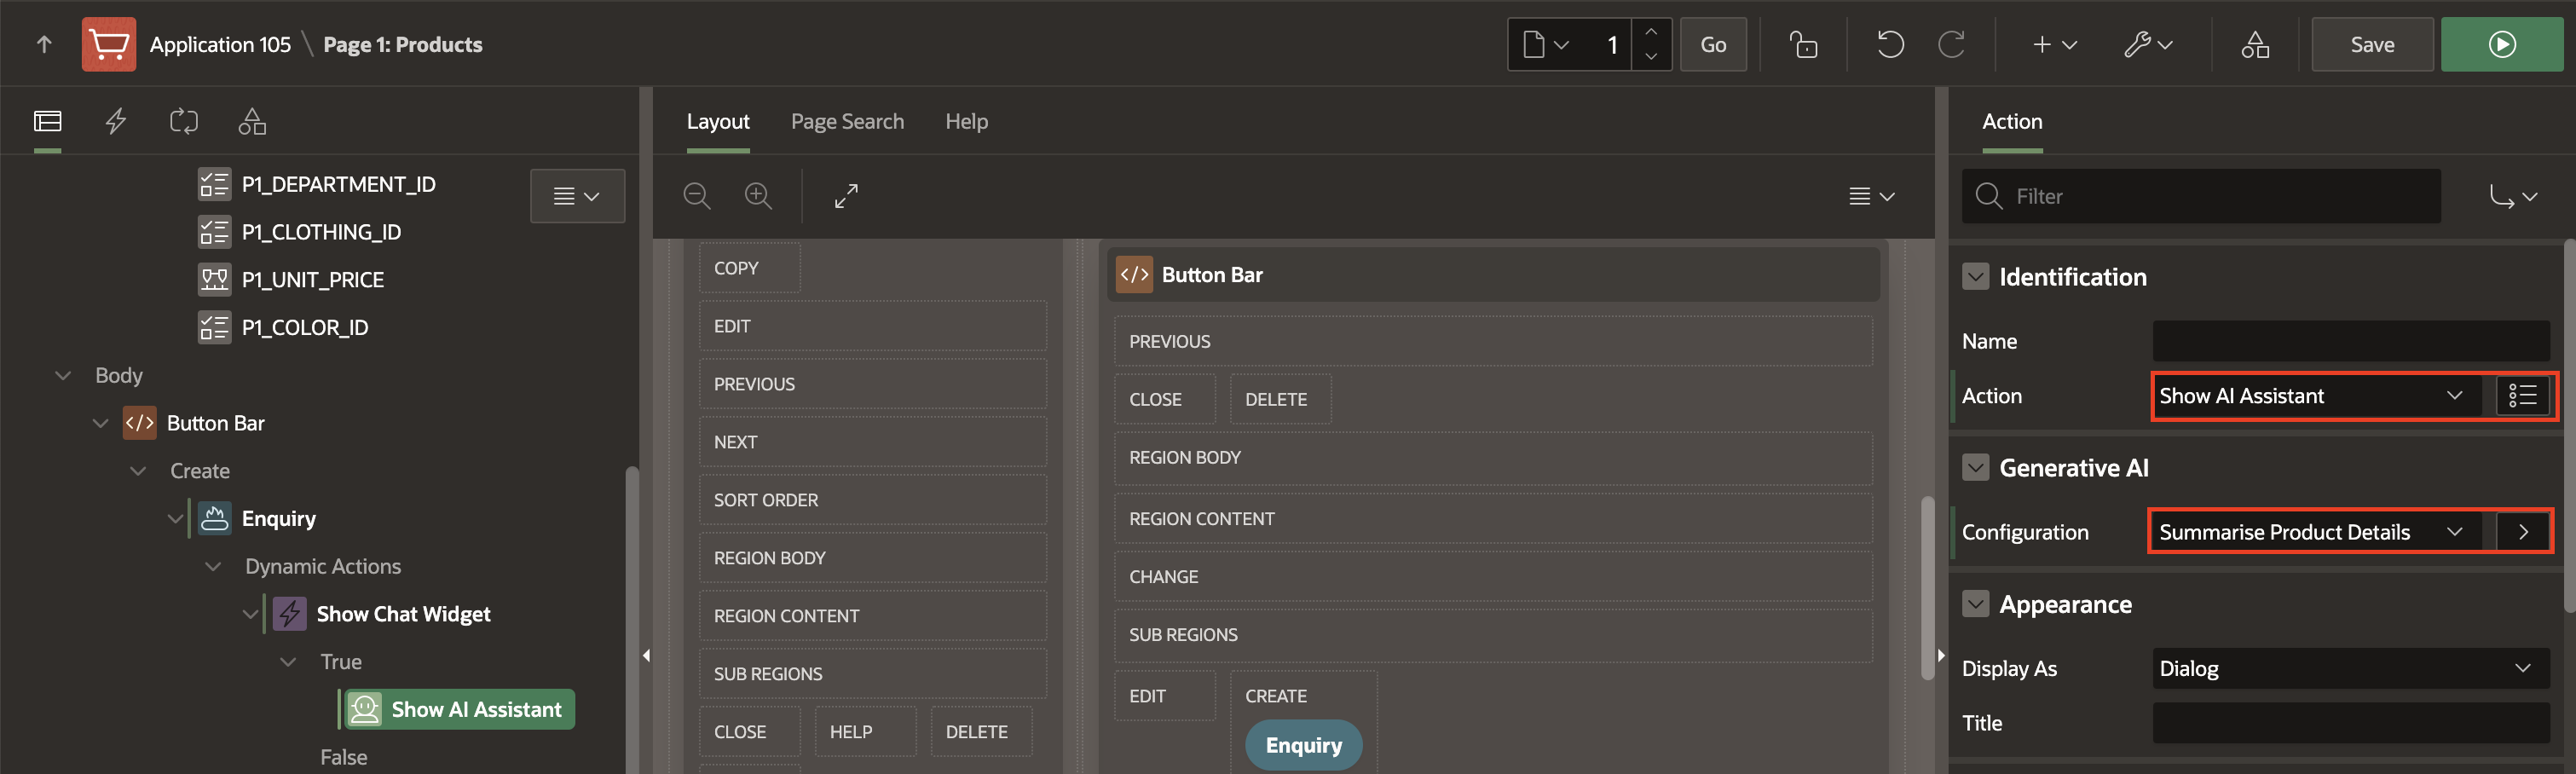 Application 105 \ Page 1: Products
1
Go
Save
Layout
Page Search
Help
Action
P1_DEPARTMENT_ID
P1_CLOTHING_ID
P1_UNIT_PRICE
P1_COLOR_ID
Body
Button Bar
Create
Enquiry
Dynamic Actions
Show Chat Widget
True
Show AI Assistant
False
COPY
EDIT
PREVIOUS
NEXT
SORT ORDER
REGION BODY
REGION CONTENT
SUB REGIONS
CLOSE
HELP
DELETE
Button Bar
PREVIOUS
CLOSE
DELETE
REGION BODY
REGION CONTENT
CHANGE
SUB REGIONS
EDIT
CREATE
Enquiry
Filter
Identification
Name
Action
Show AI Assistant
Generative AI
Configuration
Summarise Product Details
Appearance
Display As
Dialog
Title